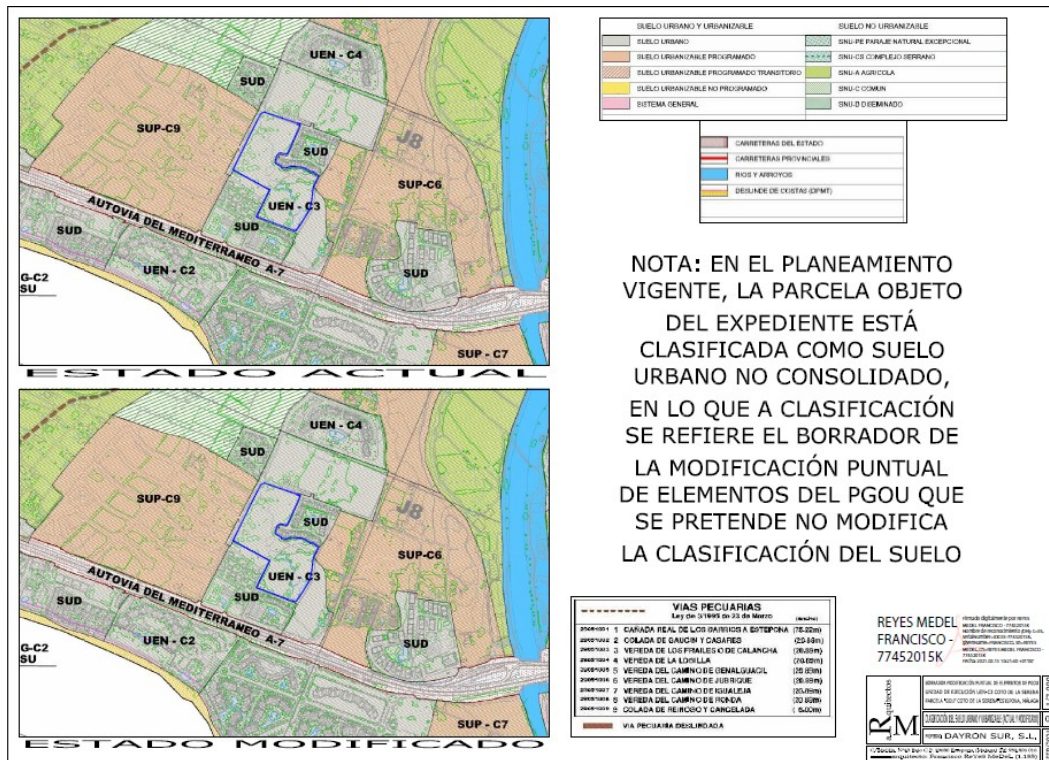 UEN - C4
SUD
SUP-C9
SUD
J8
SUP-C6
UEN - C3
AUTOVIA DEL MEDITERRANEO A-7
SUD
SUD
UEN - C2
SUD
G-C2
SU
SUP - C7
ESTADO ACTUAL
UEN - C4
SUD
SUP-C9
SUD
J8
SUP-C6
UEN - C3
AUTOVIA DEL MEDITERRANEO A-7
SUD
SUD
UEN - C2
SUD
G-C2
SU
SUP - C7
ESTADO MODIFICADO
SUELO URBANO Y URBANIZABLE
SUELO URBANO
SUELO URBANIZABLE PROGRAMADO
SUELO URBANIZABLE PROGRAMADO TRANSITORIO
SUELO URBANIZABLE NO PROGRAMADO
SISTEMA GENERAL
SUELO NO URBANIZABLE
SNU-PE PARAJE NATURAL EXCEPCIONAL
SNU-CS COMPLEJO SERRANO
SNU-A AGRICOLA
SNU-C COMUN
SNU-D DISEMINADO
CARRETERAS DEL ESTADO
CARRETERAS PROVINCIALES
RIOS Y ARROYOS
DESLINDE DE COSTAS (DPMT)
NOTA: EN EL PLANEAMIENTO
VIGENTE, LA PARCELA OBJETO
DEL EXPEDIENTE ESTÁ
CLASIFICADA COMO SUELO
URBANO NO CONSOLIDADO,
EN LO QUE A CLASIFICACIÓN
SE REFIERE EL BORRADOR DE
LA MODIFICACIÓN PUNTUAL
DE ELEMENTOS DEL PGOU QUE
SE PRETENDE NO MODIFICA
LA CLASIFICACIÓN DEL SUELO
VIAS PECUARIAS
Ley de 3/1995 de 23 de Marzo
1 CAÑADA REAL DE LOS BARRIOS A ESTEPONA
2 COLADA DE GAUCIN Y CASARES
3 VEREDA DE LOS FRAILES O DE CALANCHA
4 VEREDA DE LA LOBILLA
5 VEREDA DEL CAMINO DE GENALGUACIL
6 VEREDA DEL CAMINO DE JUBRIQUE
7 VEREDA DEL CAMINO DE IGUALEJA
8 VEREDA DEL CAMINO DE RONDA
9 COLADA DE REINOSO Y CANCELADA
VIA PECUARIA DESLINDADA
REYES MEDEL
FRANCISCO -
77452015K
aRM
arquitectos
DAYRON SUR, S.L.